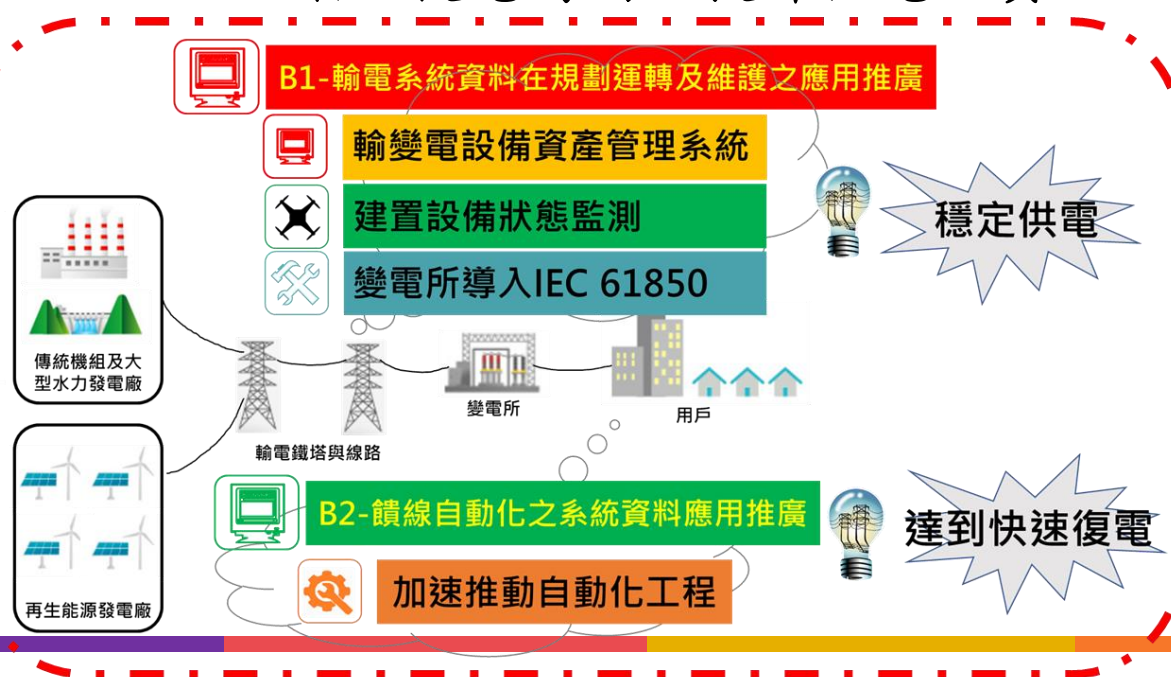 B1-輸電系統資料在規劃運轉及維護之應用推廣
輸變電設備資產管理系統
建置設備狀態監測
變電所導入IEC 61850
穩定供電
傳統機組及大
型水力發電廠
變電所
用戶
輸電鐵塔與線路
B2-饋線自動化之系統資料應用推廣
達到快速復電
加速推動自動化工程
再生能源發電廠